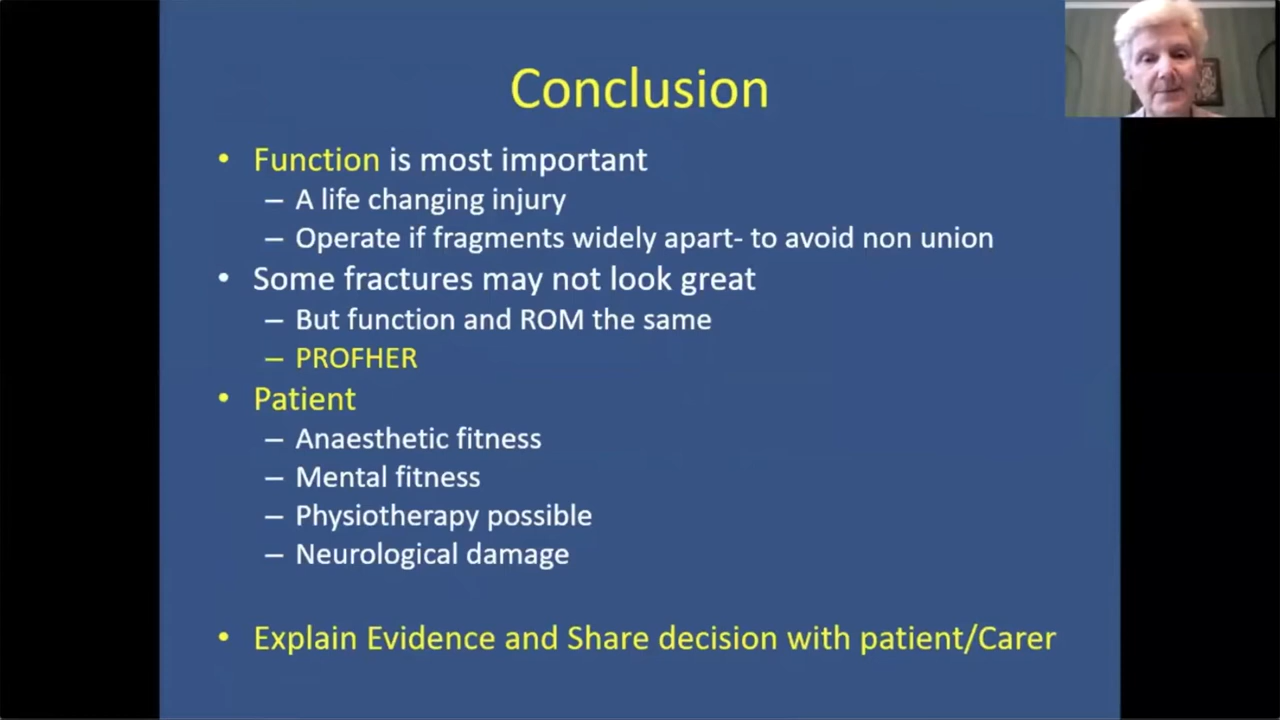 Conclusion
• Function is most important
– A life changing injury
– Operate if fragments widely apart- to avoid non union
• Some fractures may not look great
– But function and ROM the same
– PROFHER
• Patient
– Anaesthetic fitness
– Mental fitness
– Physiotherapy possible
– Neurological damage
• Explain Evidence and Share decision with patient/Carer